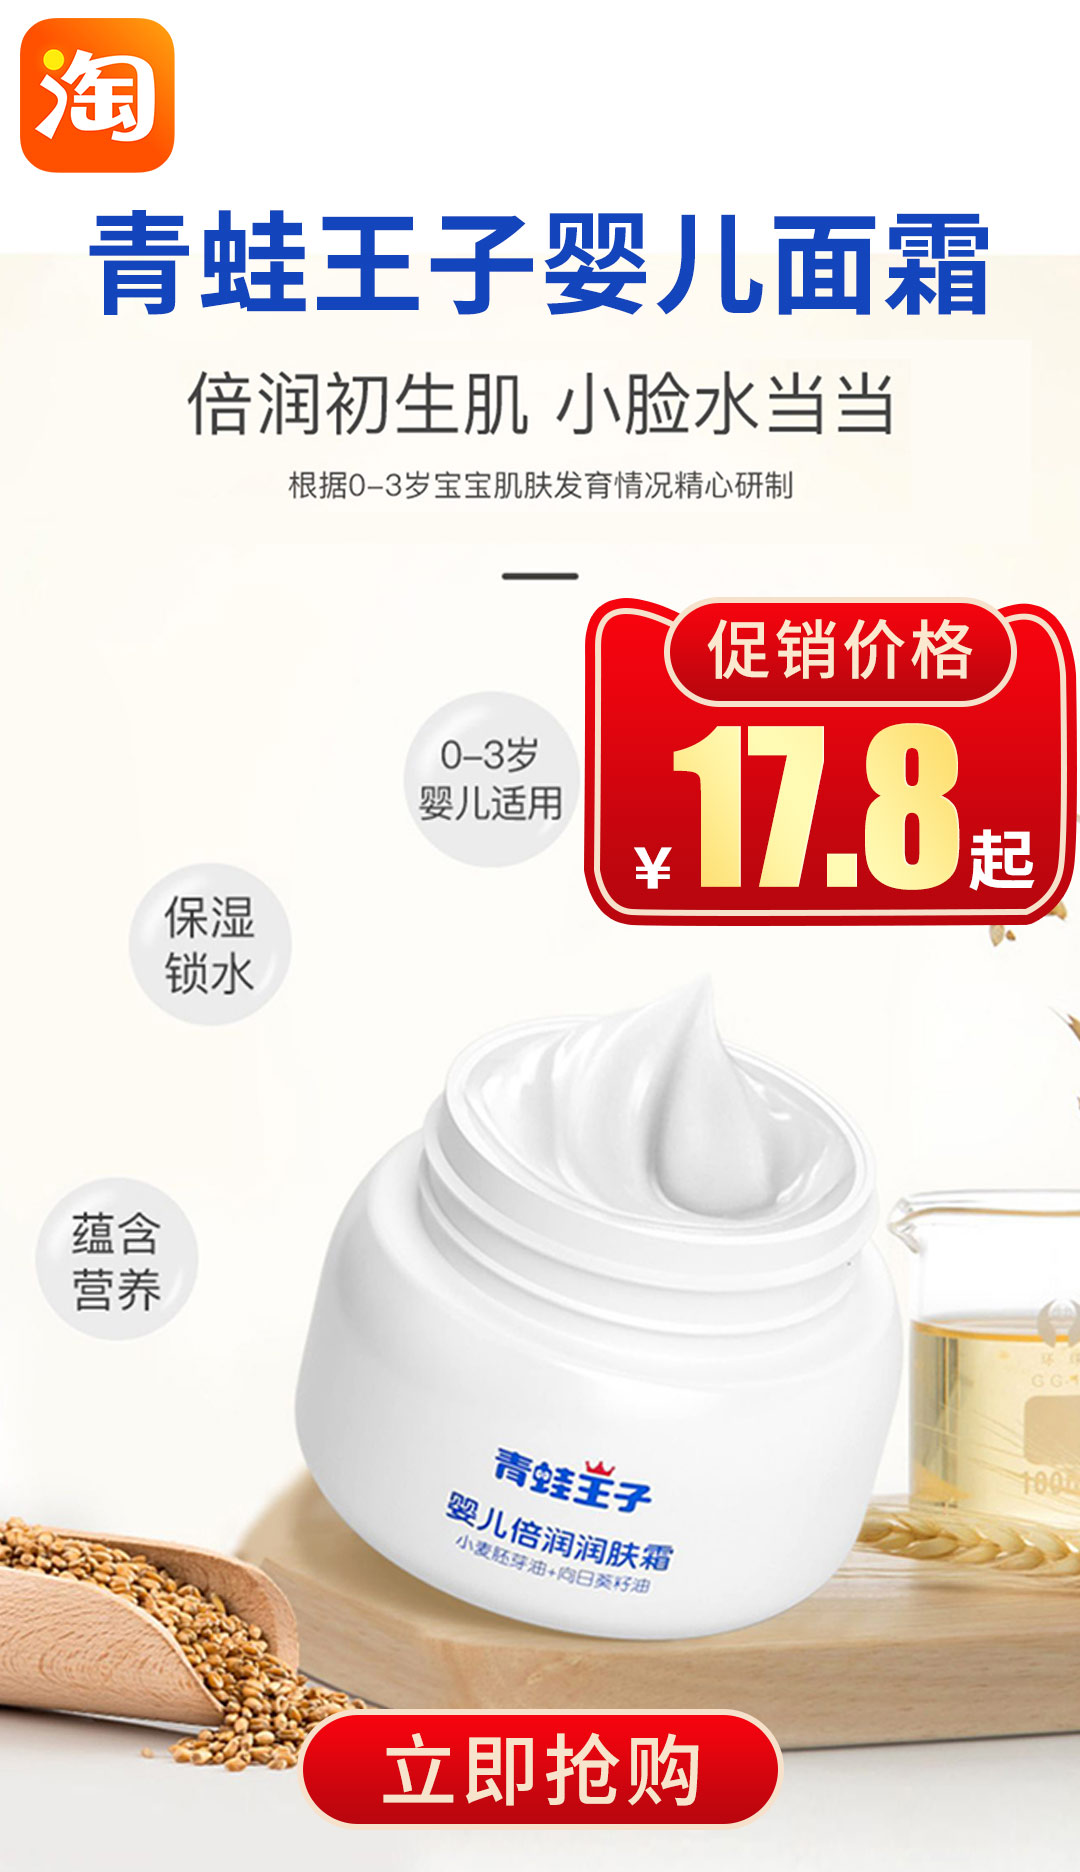 淘
青蛙王子婴儿面霜
倍润初生肌 小脸水当当
根据0-3岁宝宝肌肤发育情况精心研制
促销价格
¥17.8起
0-3岁
婴儿适用
保湿
锁水
蕴含
营养
青蛙王子
婴儿倍润润肤霜
小麦胚芽油+向日葵籽油
立即抢购